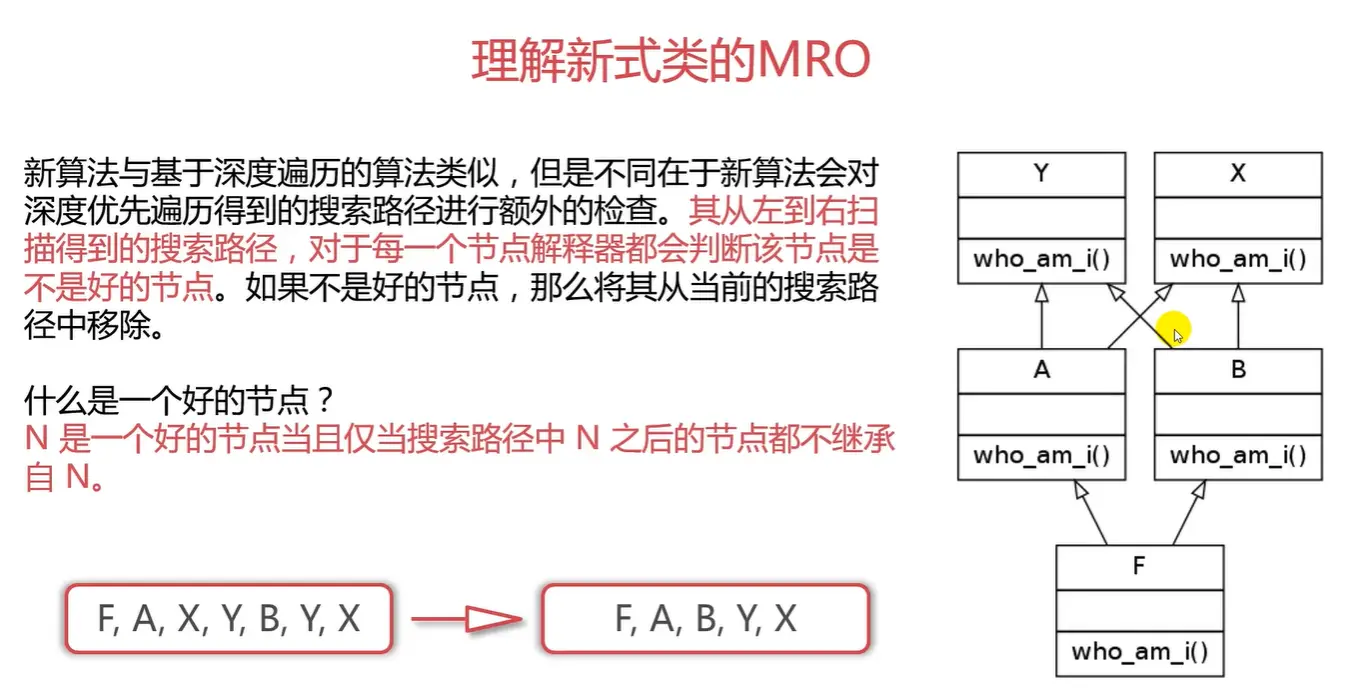 理解新式类的MRO
新算法与基于深度遍历的算法类似，但是不同在于新算法会对
深度优先遍历得到的搜索路径进行额外的检查。其从左到右扫
描得到的搜索路径，对于每一个节点解释器都会判断该节点是
不是好的节点。如果不是好的节点，那么将其从当前的搜索路
径中移除。
什么是一个好的节点？
N 是一个好的节点当且仅当搜索路径中 N 之后的节点都不继承
自 N。
F, A, X, Y, B, Y, X
F, A, B, Y, X
Y
who_am_i()
X
who_am_i()
A
who_am_i()
B
who_am_i()
F
who_am_i()